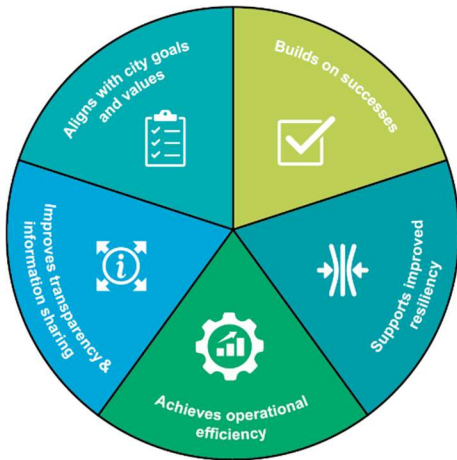 Aligns with city goals
and values
Builds on successes
Supports improved
resiliency
Achieves operational
efficiency
Improves transparency&
information sharing
i